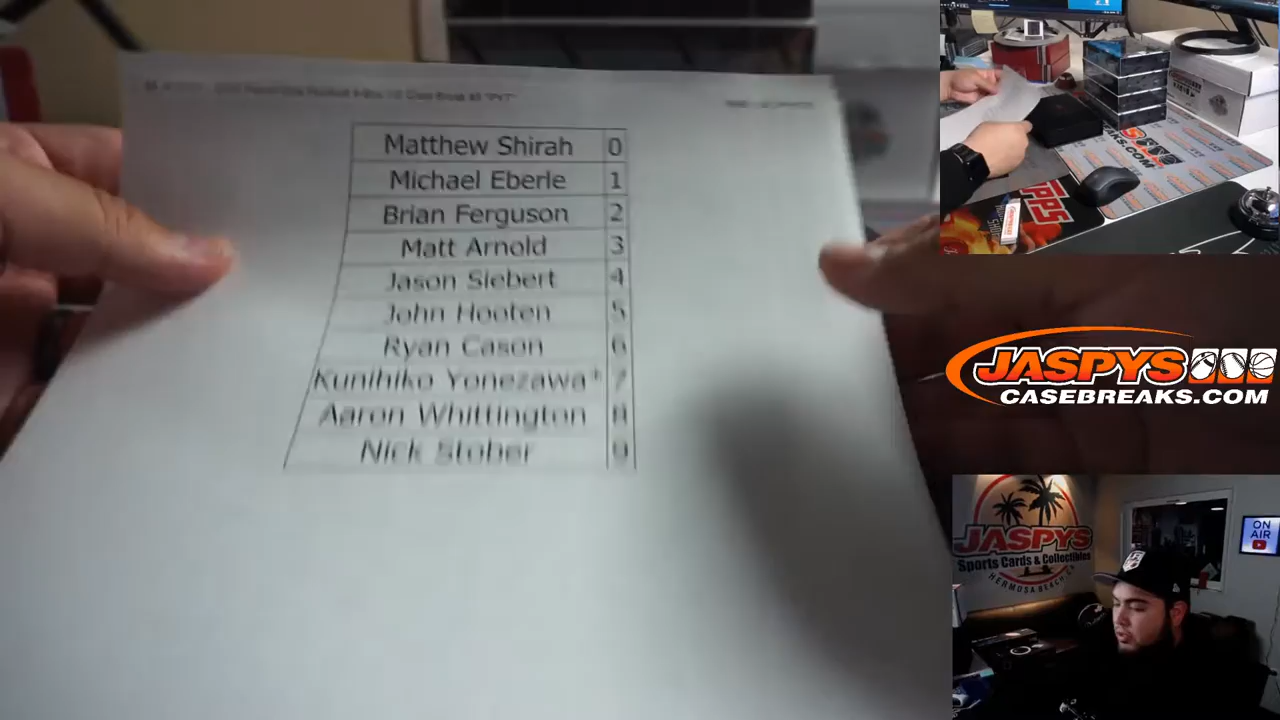 Matthew Shirah 0
Michael Eberle 1
Brian Ferguson 2
Matt Arnold 3
Jason Siebert 4
John Hooten 5
Ryan Cason 6
Kunihiko Yonezawa* 7
Aaron Whittington 8
Nick Stober 9
JASPYS
CASEBREAKS.COM
JASPYS
Sports Cards & Collectibles
HERMOSA BEACH, CA
ON
AIR
TOPPS